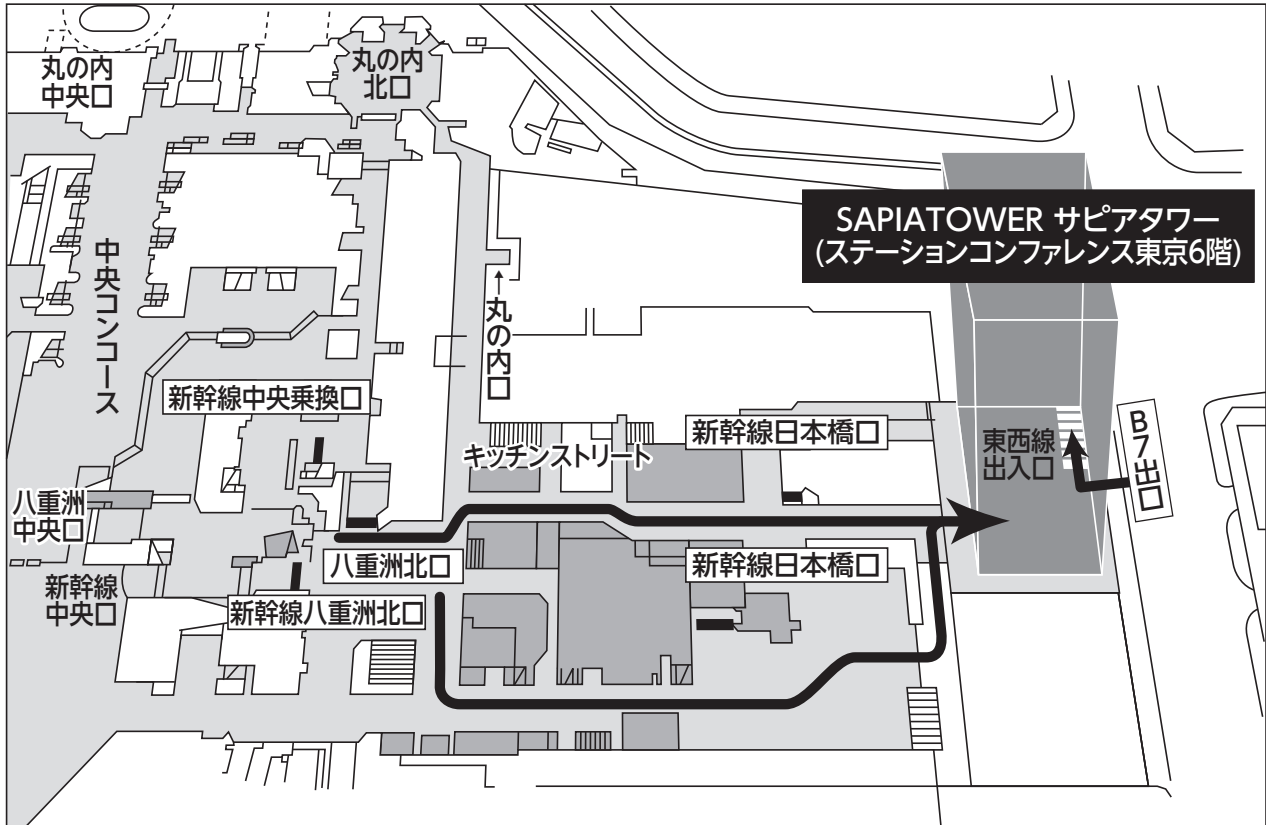 丸の内
中央口
丸の内
北口
SAPIATOWER サピアタワー
(ステーションコンファレンス東京6階)
中央コンコース
←丸の内口
新幹線中央乗換口
新幹線日本橋口
キッチンストリート
東西線
出入口
B7出口
八重洲
中央口
八重洲北口
新幹線日本橋口
新幹線
中央口
新幹線八重洲北口